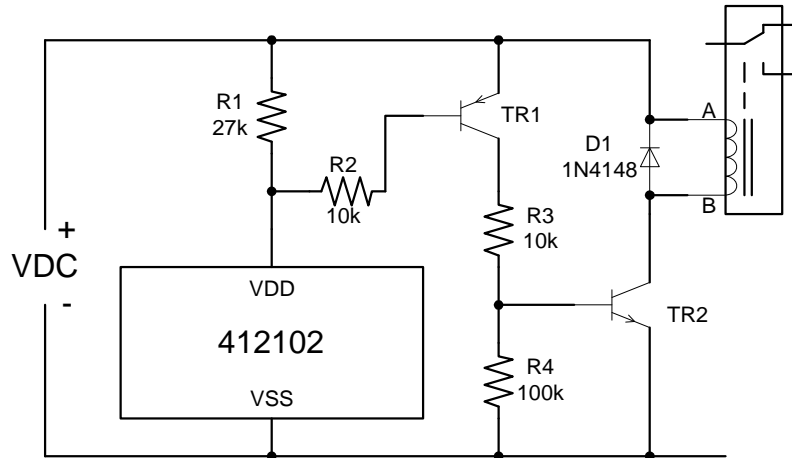 R1
27k
TR1
A
D1
1N4148
R2
10k
B
R3
10k
+
VDC
-
VDD
TR2
412102
R4
100k
VSS